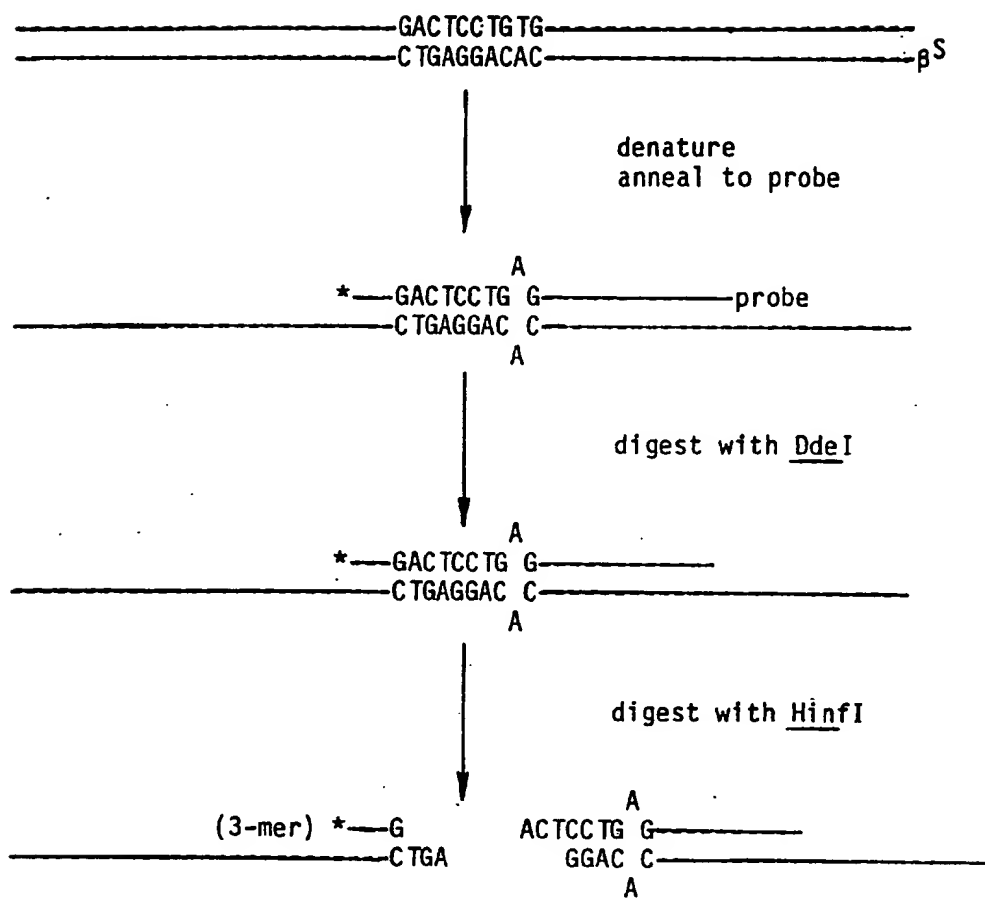 GACTCCTGTG
CTGAGGACAC
βS
denature
anneal to probe
A
*GACTCCTG G probe
CTGAGGAC C
A
digest with DdeI
A
*GACTCCTG G
CTGAGGAC C
A
digest with HinfI
A
(3-mer) *G ACTCCTG G
CTGA GGAC C
A